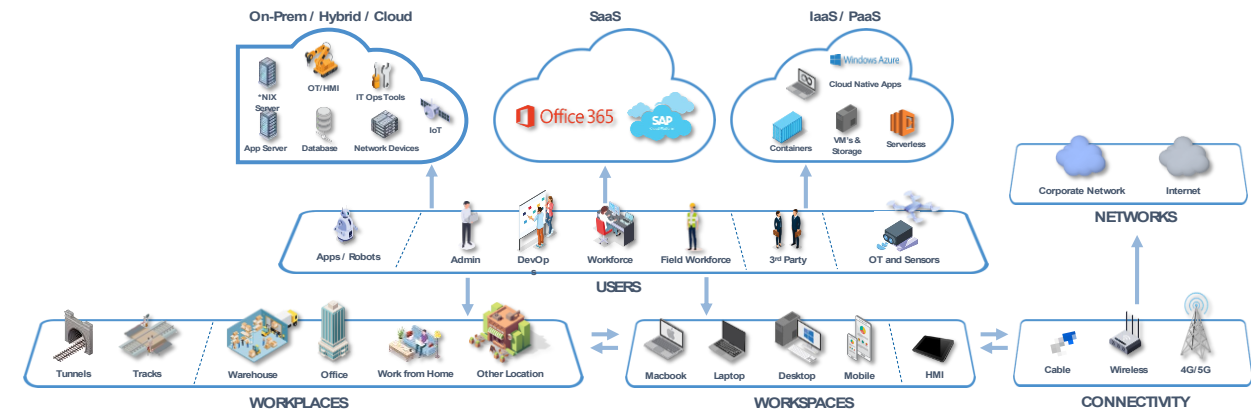 On-Prem / Hybrid / Cloud
SaaS
IaaS / PaaS
*NIX
Server
OT/HMI
IT Ops Tools
IoT
App Server
Database
Network Devices
Office 365
SAP
Windows Azure
Cloud Native Apps
Containers
VM's &
Storage
Serverless
Corporate Network
Internet
NETWORKS
Apps / Robots
Admin
DevOp
s
Workforce
Field Workforce
3rd Party
OT and Sensors
USERS
Tunnels
Tracks
Warehouse
Office
Work from Home
Other Location
WORKPLACES
Macbook
Laptop
Desktop
Mobile
HMI
WORKSPACES
Cable
Wireless
4G/5G
CONNECTIVITY